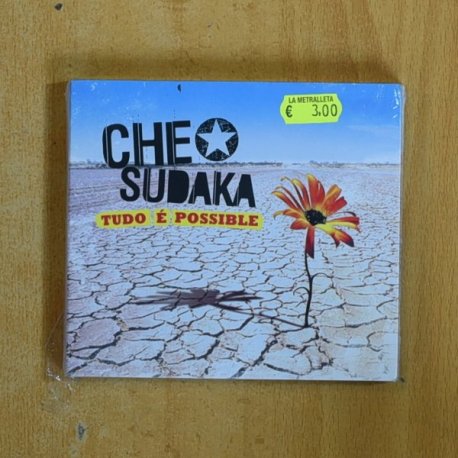 LA METRALLETA
€ 3,00
CHE
SUDAKA
TUDO É POSSIBLE